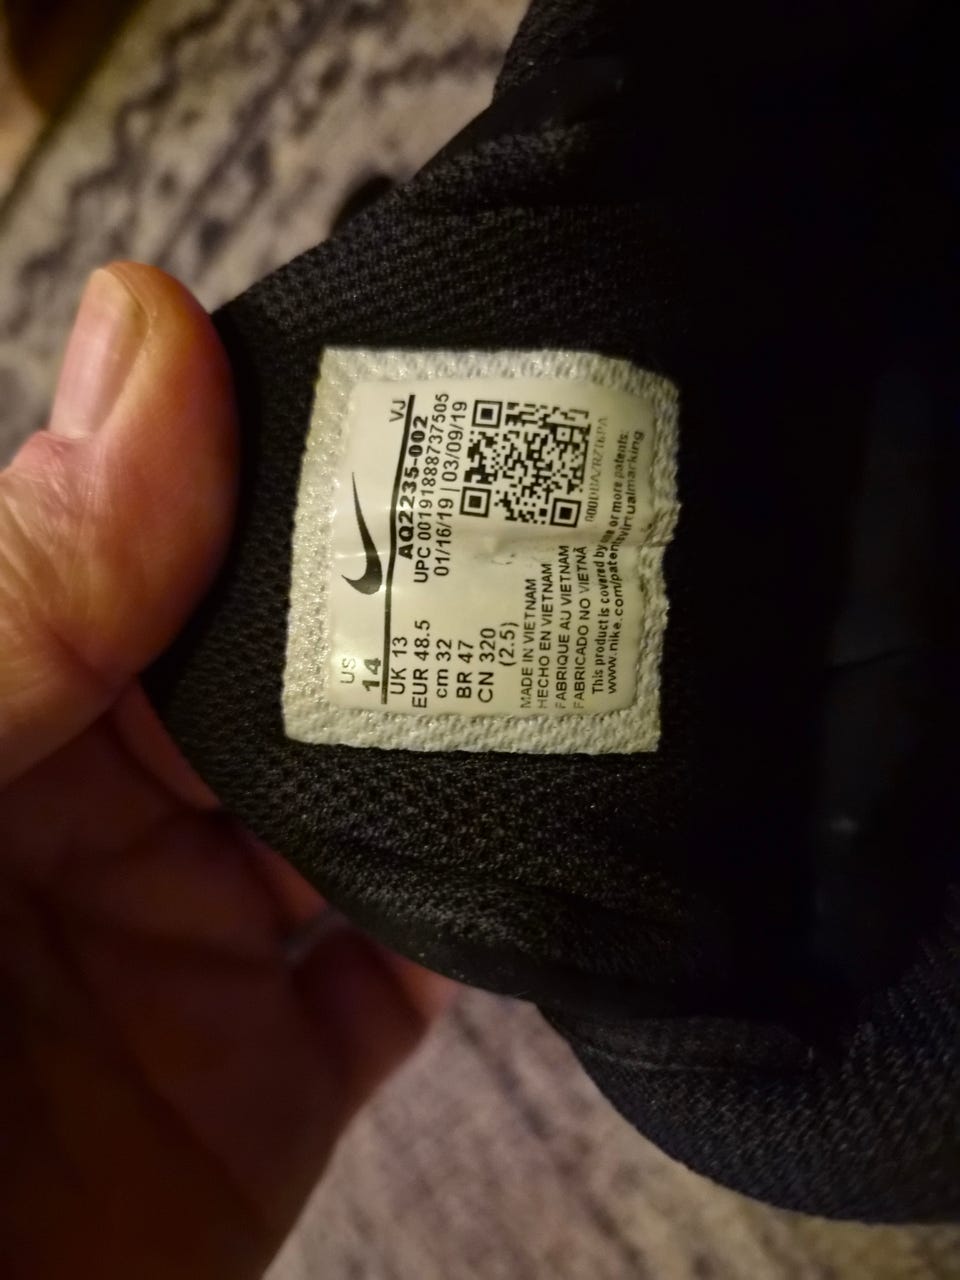 US
14
VJ
UK 13
EUR 48.5
cm 32
BR 47
CN 320
(2.5)
AQ2235-002
UPC 00191888737505
01/16/19 | 03/09/19
MADE IN VIETNAM
HECHO EN VIETNAM
FABRIQUE AU VIETNAM
FABRICADO NO VIETNÃ
This product is covered by or more patents:
www.nike.com/patents/virtualmarking